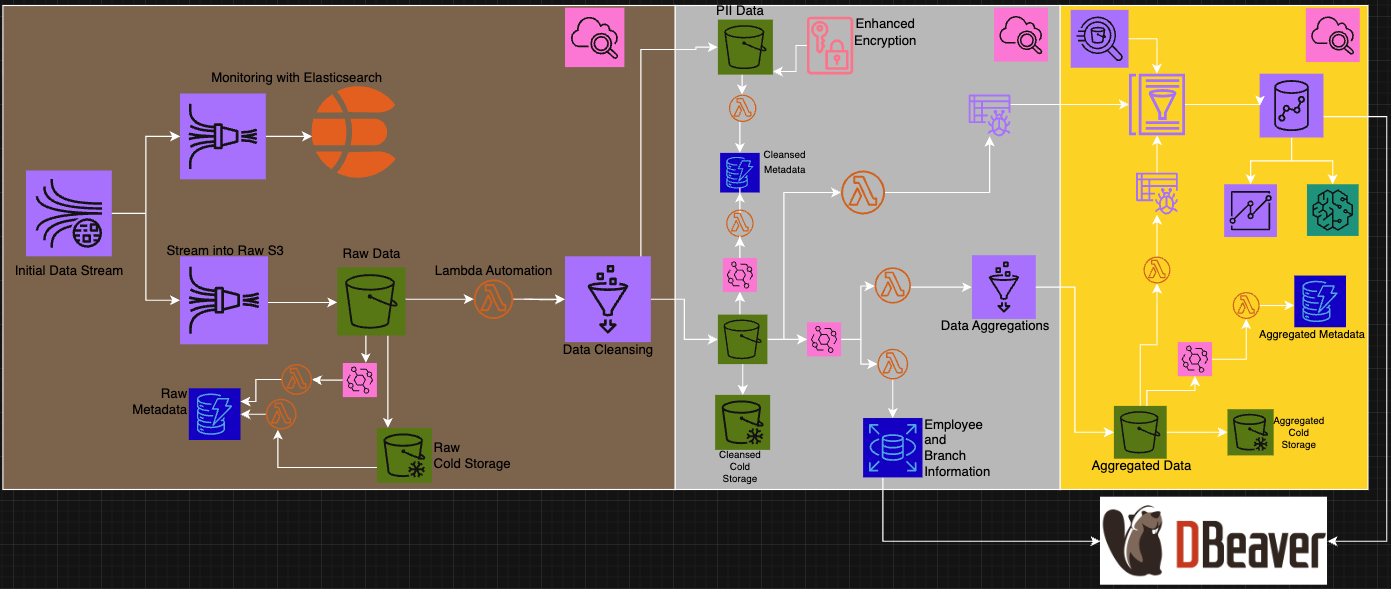 PII Data
Enhanced
Encryption
Monitoring with Elasticsearch
Cleansed
Metadata
Initial Data Stream
Stream into Raw S3
Raw Data
Lambda Automation
Data Cleansing
Data Aggregations
Aggregated Metadata
Raw
Metadata
Raw
Cold Storage
Cleansed
Cold
Storage
Employee
and
Branch
Information
Aggregated Data
Aggregated
Cold
Storage
DBeaver